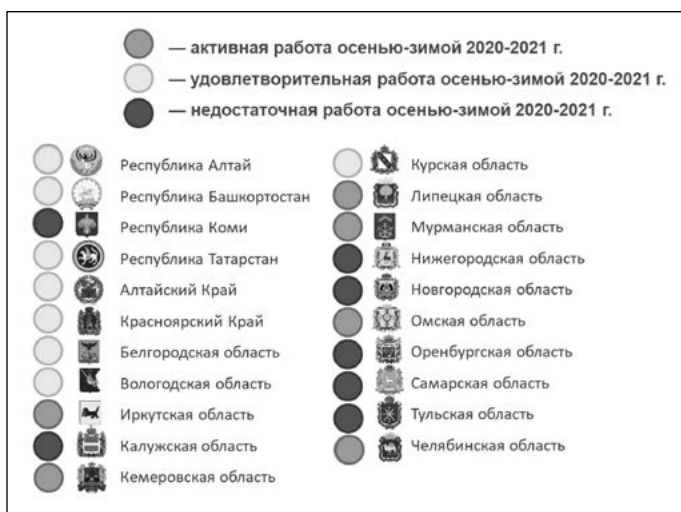 — активная работа осенью-зимой 2020-2021 г.
— удовлетворительная работа осенью-зимой 2020-2021 г.
— недостаточная работа осенью-зимой 2020-2021 г.
Республика Алтай
Республика Башкортостан
Республика Коми
Республика Татарстан
Алтайский Край
Красноярский Край
Белгородская область
Вологодская область
Иркутская область
Калужская область
Кемеровская область
Курская область
Липецкая область
Мурманская область
Нижегородская область
Новгородская область
Омская область
Оренбургская область
Самарская область
Тульская область
Челябинская область